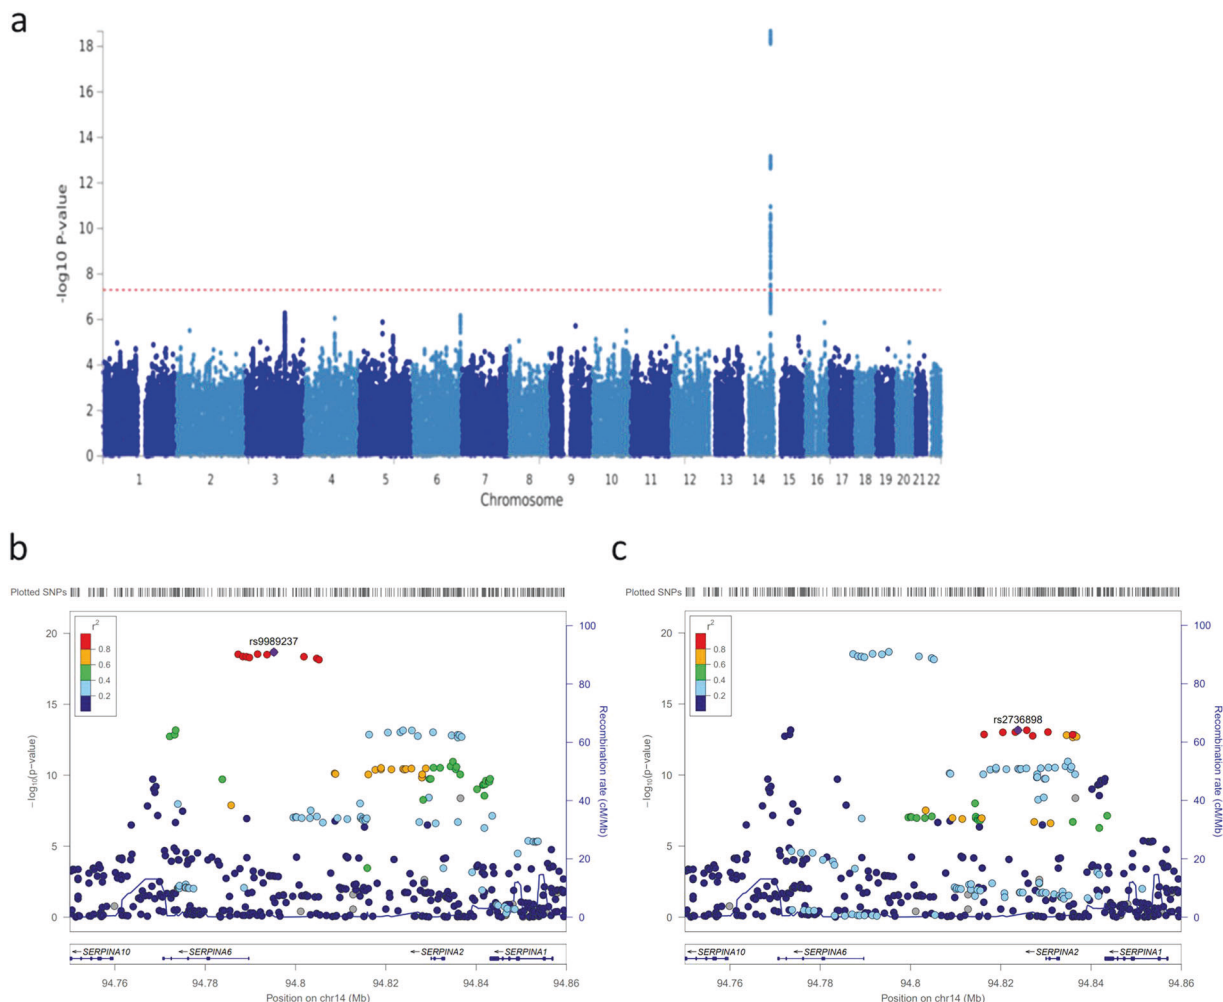 a
18
16
14
12
10
8
6
4
2
0
-log10 P-value
1 2 3 4 5 6 7 8 9 10 11 12 13 14 15 16 17 18 19 20 21 22
Chromosome
b
Plotted SNPs
20
15
10
5
0
−log10(p−value)
r2
0.8
0.6
0.4
0.2
rs9989237
100
80
60
40
20
0
Recombination rate (cM/Mb)
←SERPINA10
←SERPINA6
←SERPINA2
←SERPINA1
94.76 94.78 94.8 94.82 94.84 94.86
Position on chr14 (Mb)
c
Plotted SNPs
20
15
10
5
0
−log10(p−value)
r2
0.8
0.6
0.4
0.2
rs2736898
100
80
60
40
20
0
Recombination rate (cM/Mb)
←SERPINA10
←SERPINA6
←SERPINA2
←SERPINA1
94.76 94.78 94.8 94.82 94.84 94.86
Position on chr14 (Mb)